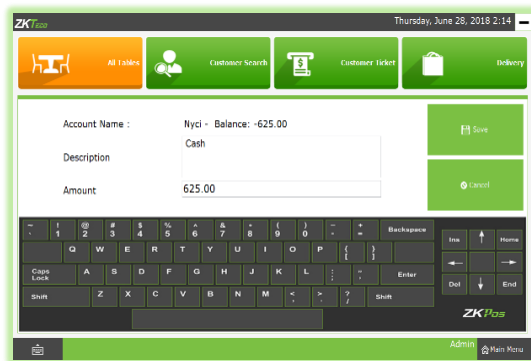 ZKTeco Thursday, June 28, 2018 2:14
All Tables Customer Search Customer Ticket Delivery
Account Name : Nyci - Balance: -625.00
Save
Cash
Description
Amount 625.00
Cancel
~ ! @ # $ % ^ & * ( ) - +
` 1 2 3 4 5 6 7 8 9 0 - = Backspace
Q W E R T Y U I O P { }
[ ]
Ins Home
Caps Lock A S D F G H J K L : "
; ' Enter
Shift Z X C V B N M < > ?
, . / Shift
Del End
ZKPos
Admin Main Menu